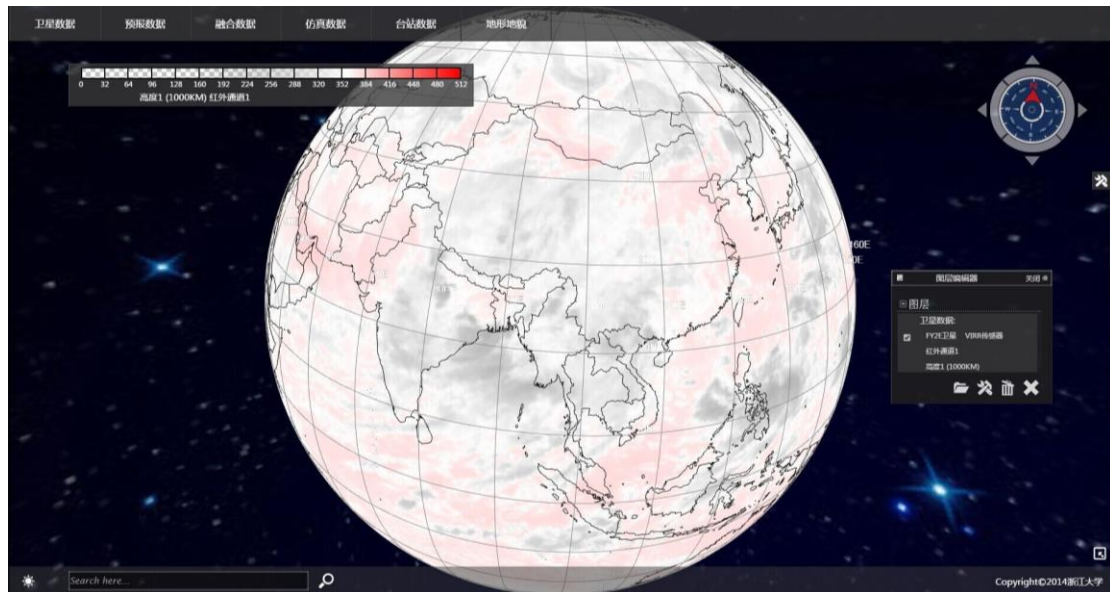 卫星数据 预报数据 融合数据 仿真数据 台站数据 地形地貌
0 32 64 96 128 160 192 224 256 288 320 352 384 416 448 480 512
高度1 (1000KM) 红外通道1
160E
图层编辑器 关闭
图层
卫星数据:
FY2E卫星 VIRR传感器
红外通道1
高度1 (1000KM)
Search here...
Copyright©2014浙江大学